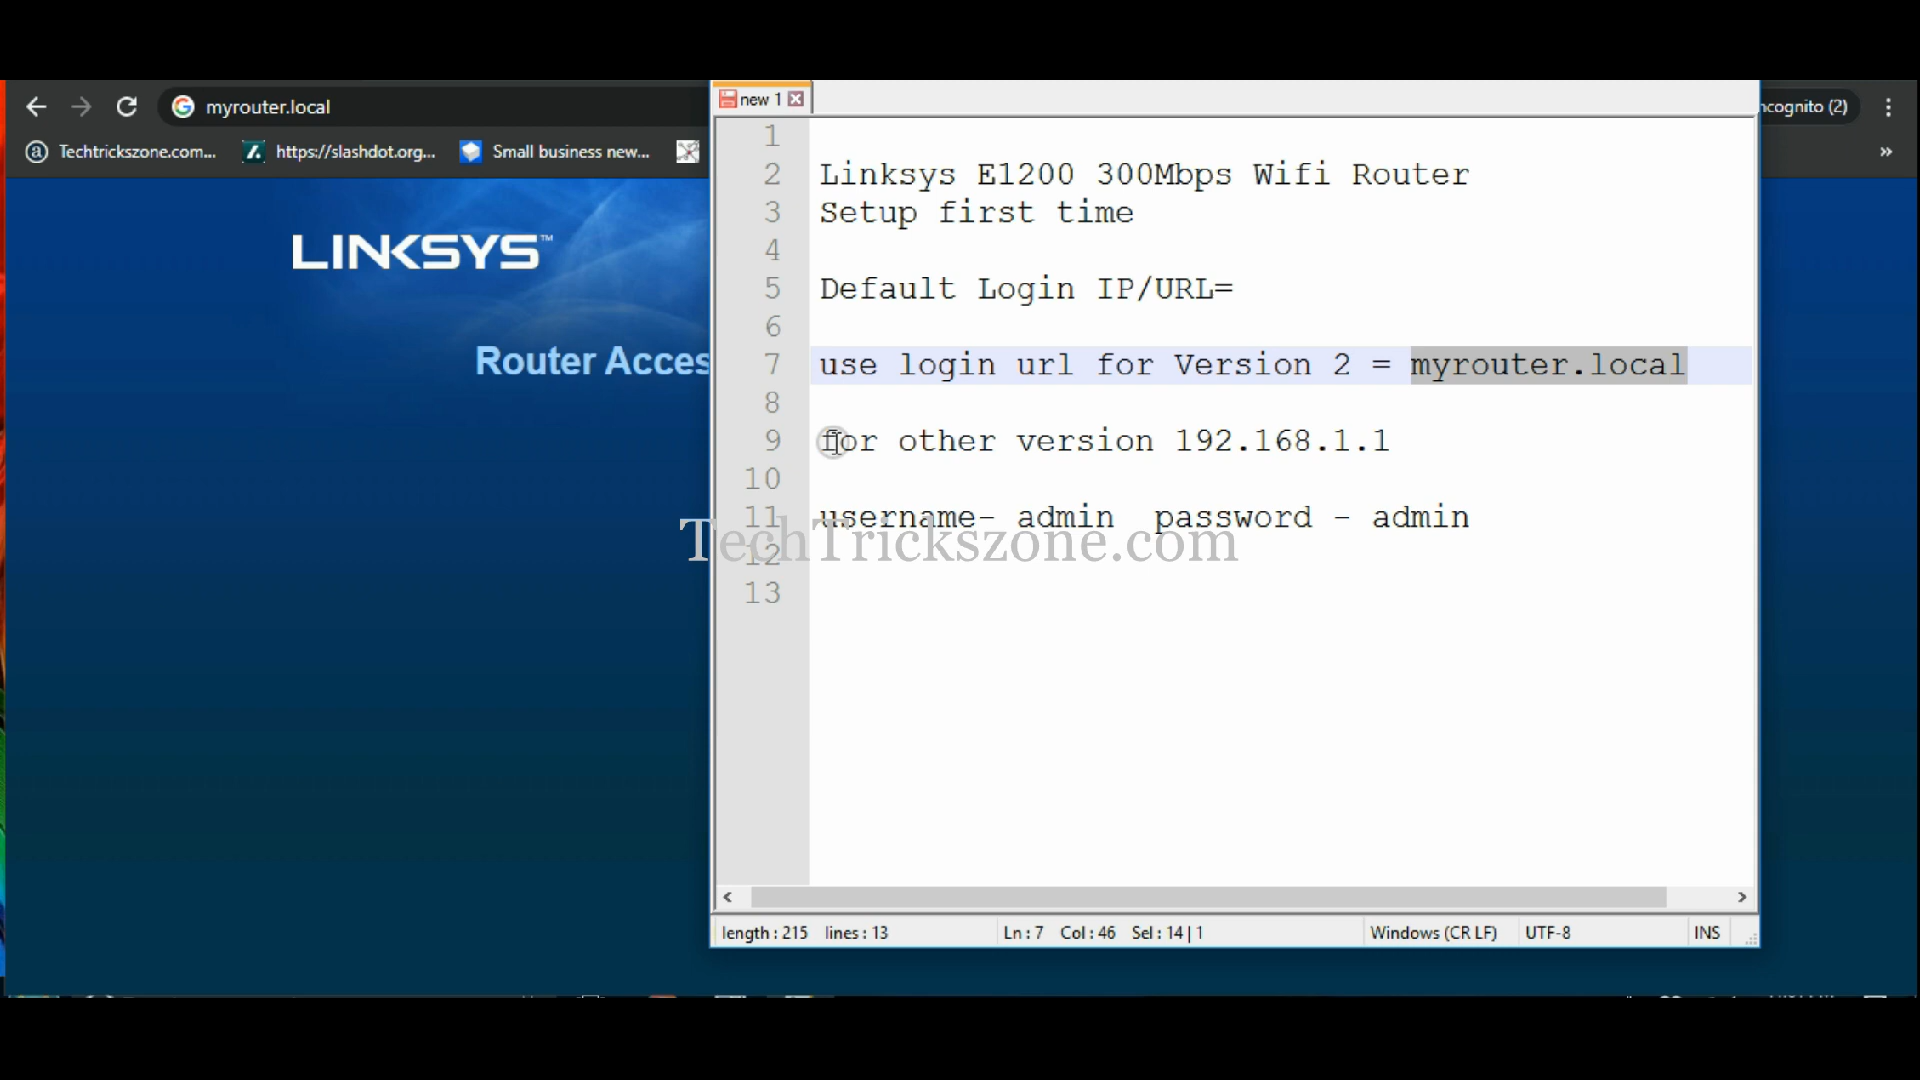 myrouter.local
ncognito (2)
Techtrickszone.com...
https://slashdot.org...
Small business new...
»
LINKSYS™
Router Acces
new 1
1
2 Linksys E1200 300Mbps Wifi Router
3 Setup first time
4
5 Default Login IP/URL=
6
7 use login url for Version 2 = myrouter.local
8
9 for other version 192.168.1.1
10
11 username- admin  password - admin
12
13
TechTrickszone.com
length : 215 lines : 13 Ln : 7 Col : 46 Sel : 14 | 1 Windows (CR LF) UTF-8 INS